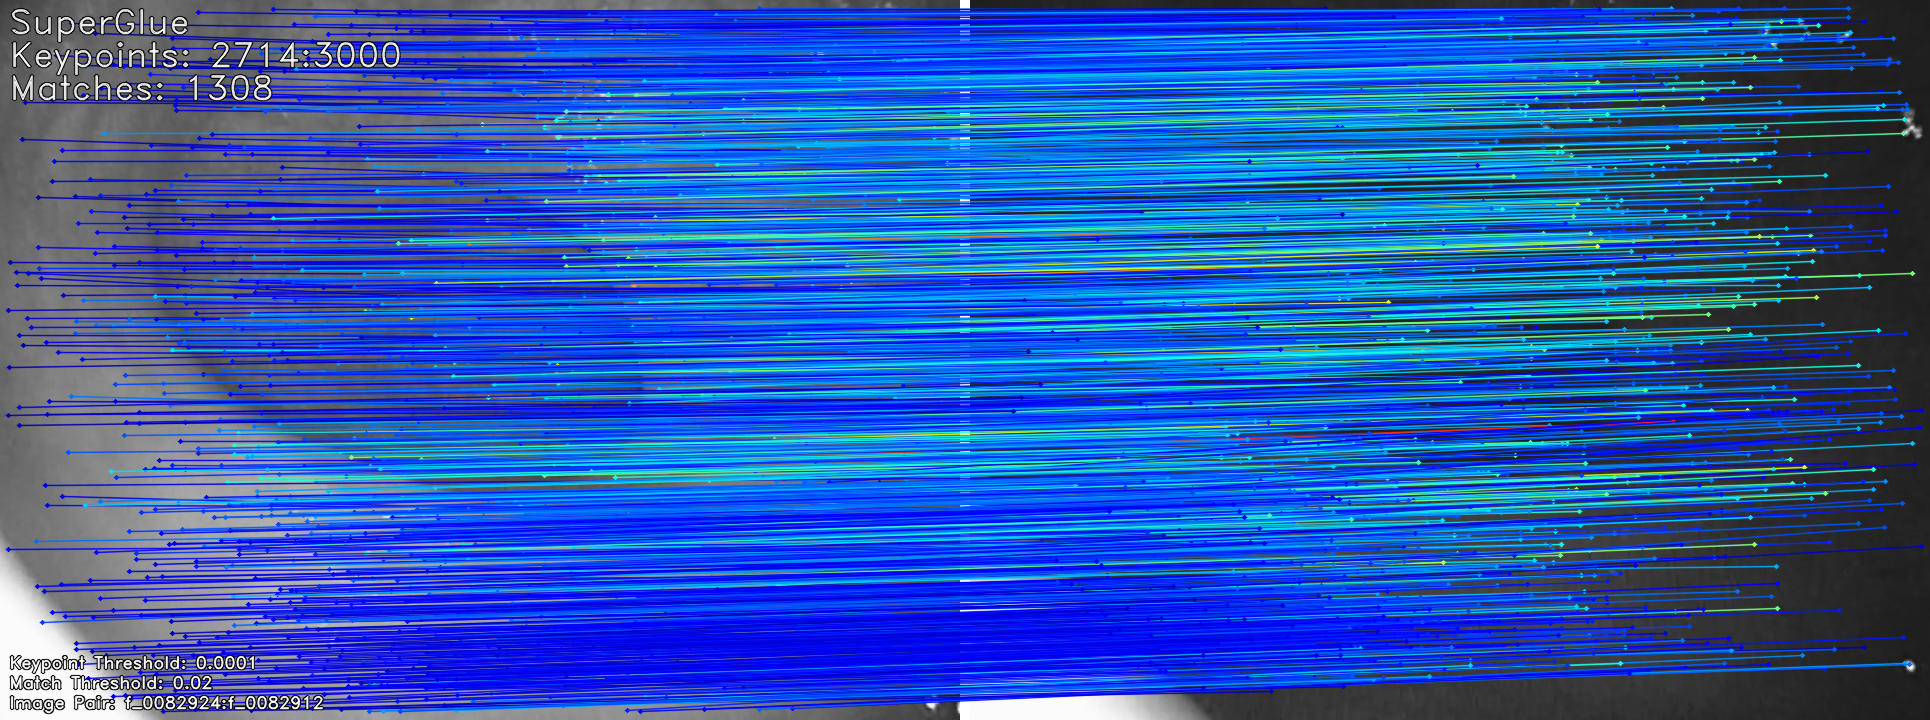 SuperGlue
Keypoints: 2714:3000
Matches: 1308
Keypoint Threshold: 0.0001
Match Threshold: 0.02
Image Pair: f_0082924:f_0082912